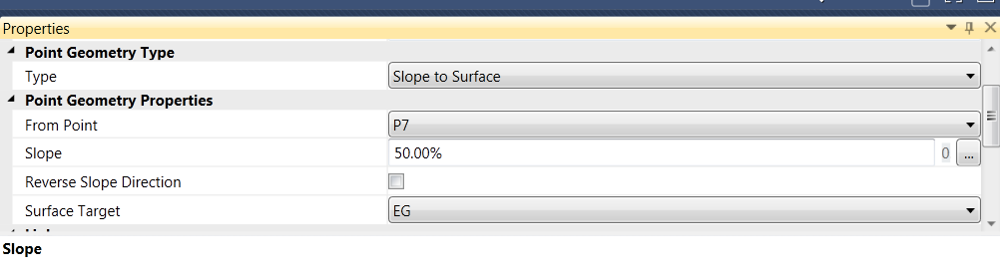 Properties
Point Geometry Type
Type Slope to Surface
Point Geometry Properties
From Point P7
Slope 50.00% 0 ...
Reverse Slope Direction
Surface Target EG
Slope